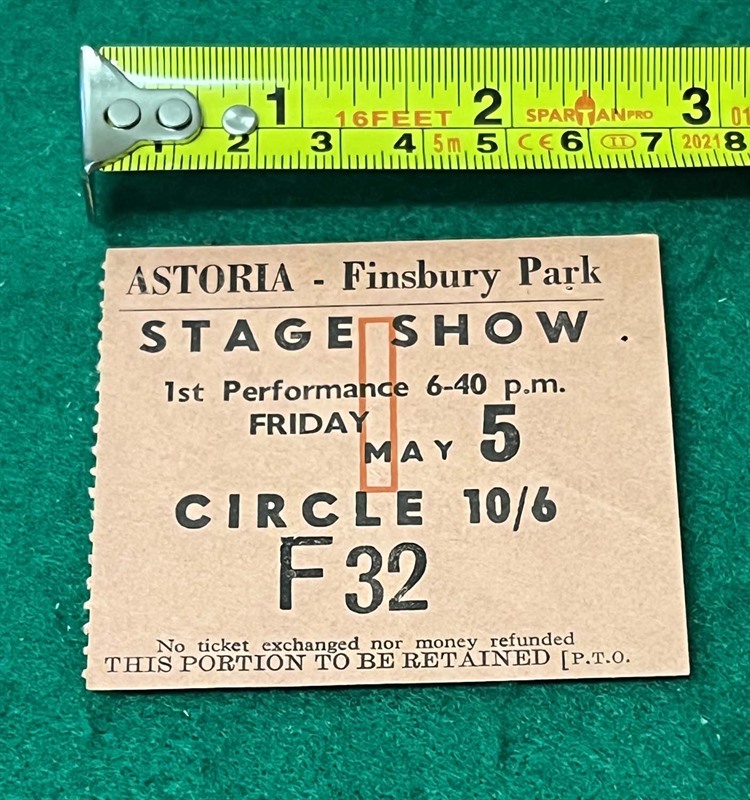 1 16FEET 2 SPARTAN PRO 3 01
1 2 3 4 5m 5 CE 6 II 7 2021 8
ASTORIA - Finsbury Park
STAGE SHOW .
1st Performance 6-40 p.m.
FRIDAY
MAY 5
CIRCLE 10/6
F 32
No ticket exchanged nor money refunded
THIS PORTION TO BE RETAINED [P.T.O.